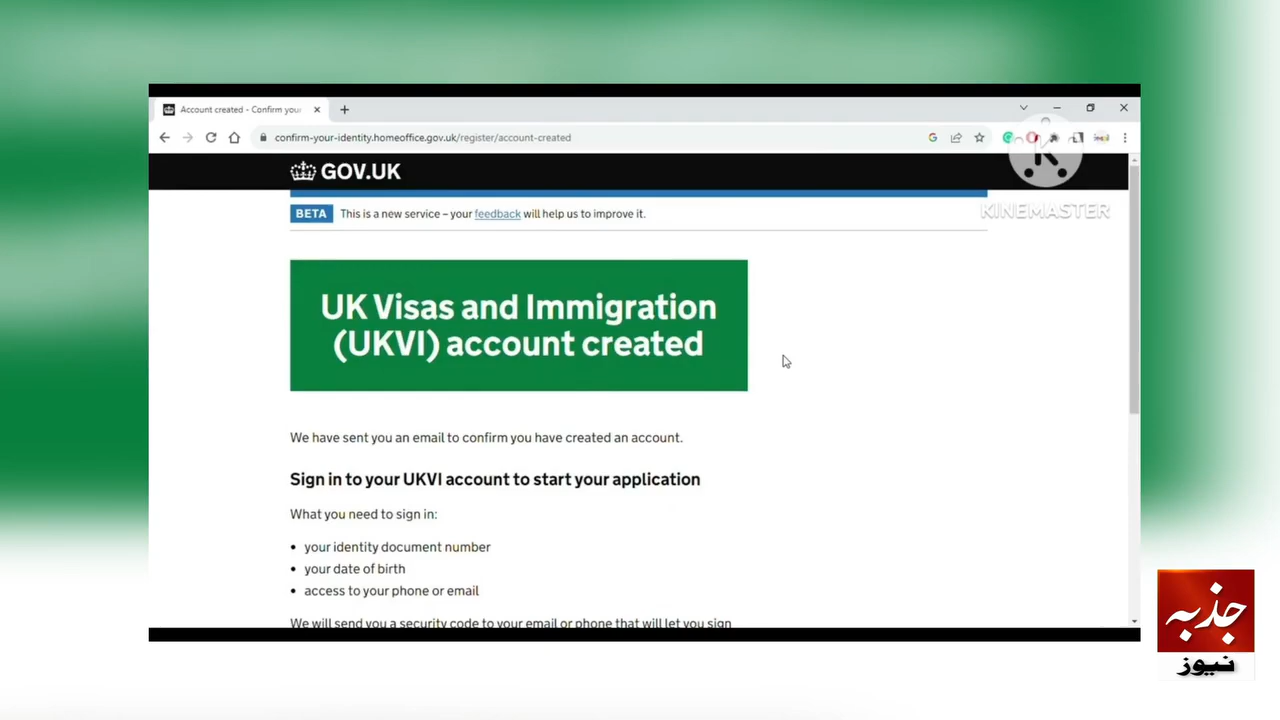 Account created - Confirm your
confirm-your-identity.homeoffice.gov.uk/register/account-created
GOV.UK
BETA This is a new service – your feedback will help us to improve it.
KINEMASTER
UK Visas and Immigration
(UKVI) account created
We have sent you an email to confirm you have created an account.
Sign in to your UKVI account to start your application
What you need to sign in:
• your identity document number
• your date of birth
• access to your phone or email
We will send you a security code to your email or phone that will let you sign
جذبہ
نیوز